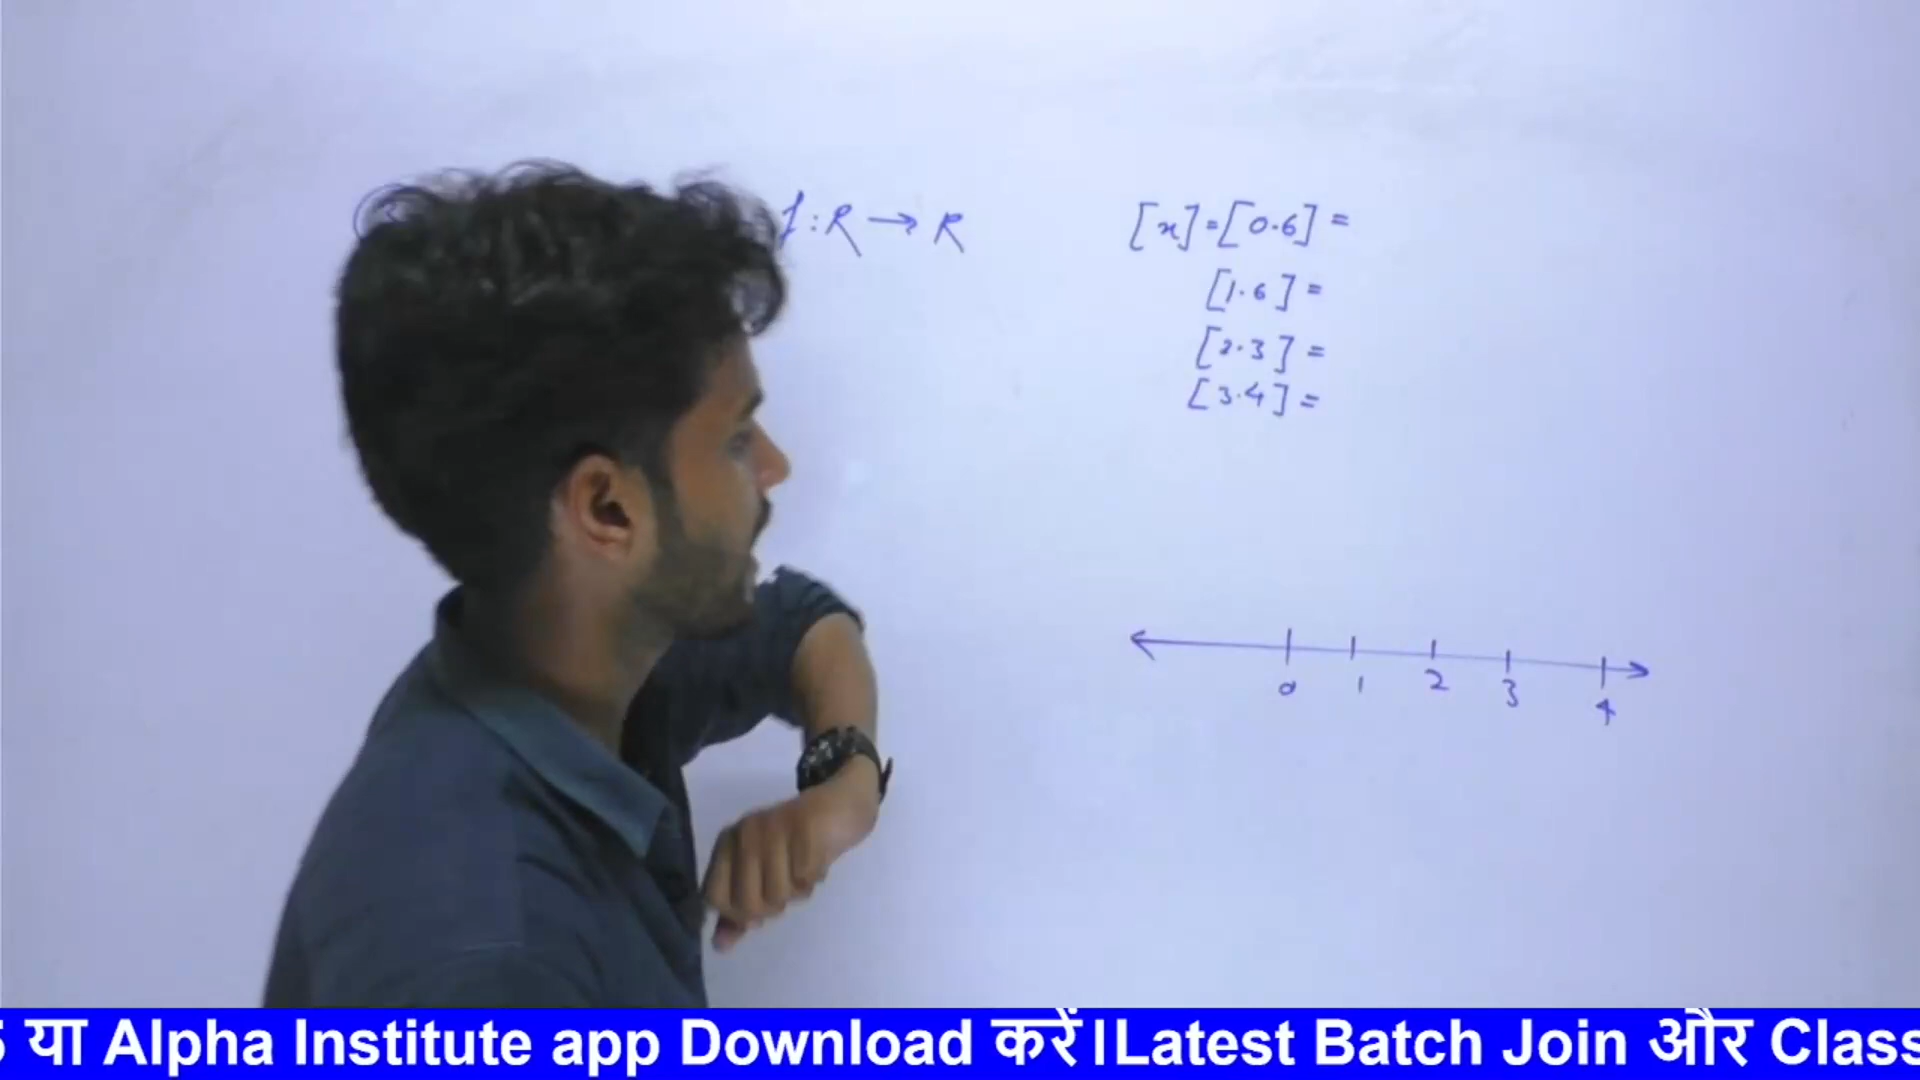 f : R → R
[x] = [0.6] =
[1.6] =
[2.3] =
[3.4] =
0 1 2 3 4
या Alpha Institute app Download करें।Latest Batch Join और Class